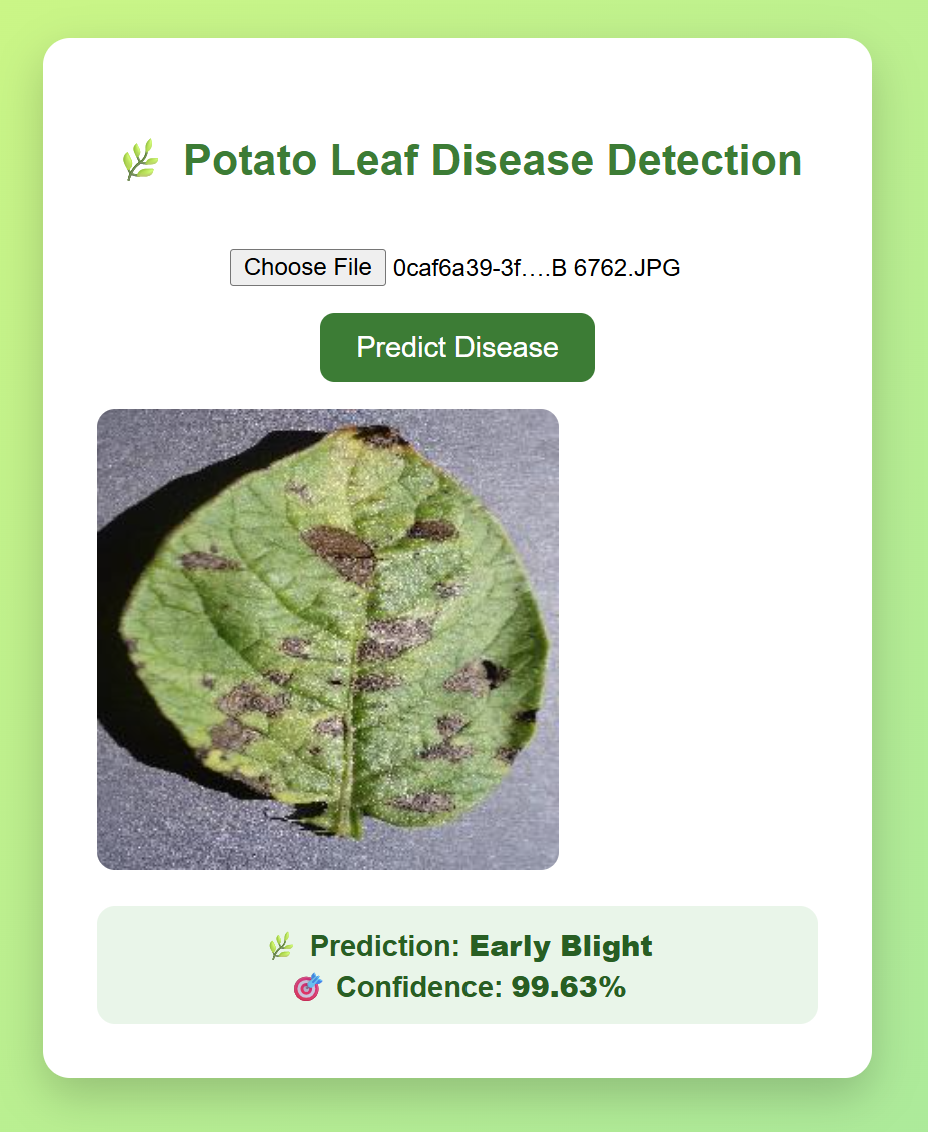 Potato Leaf Disease Detection
Choose File 0caf6a39-3f....B 6762.JPG
Predict Disease
Prediction: Early Blight
Confidence: 99.63%